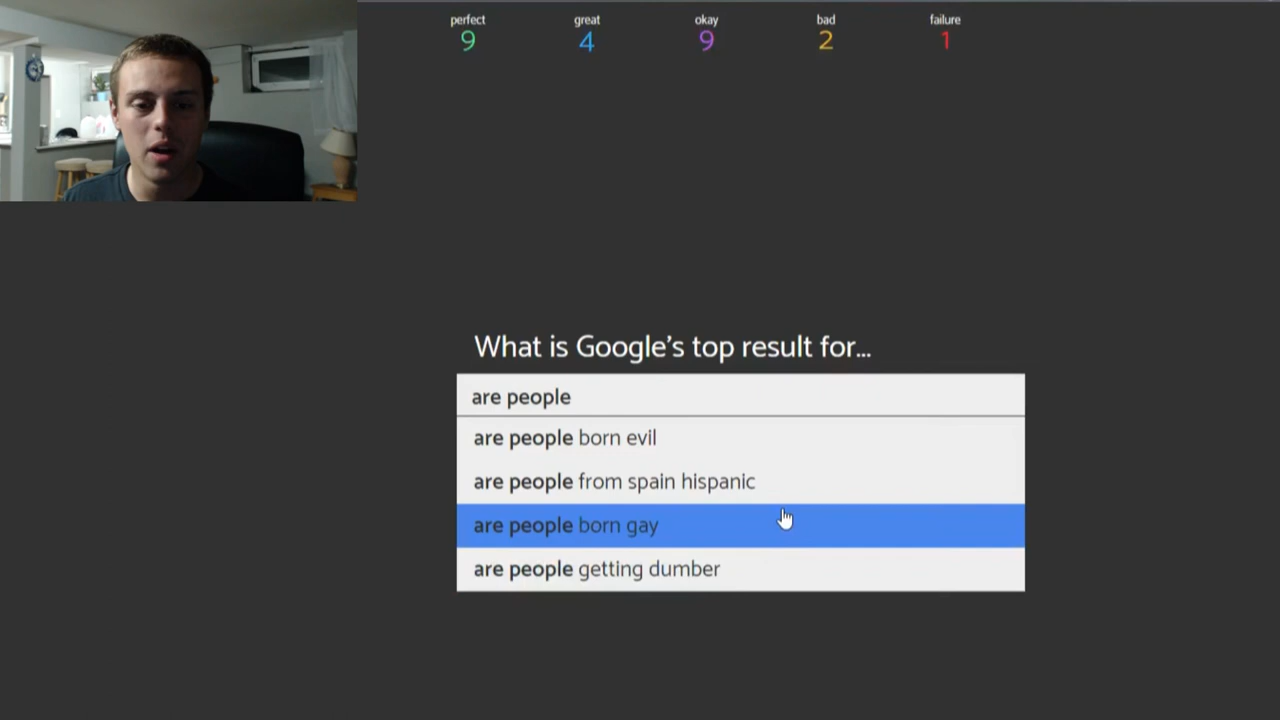 perfect great okay bad failure
9 4 9 2 1
What is Google's top result for...
are people
are people born evil
are people from spain hispanic
are people born gay
are people getting dumber